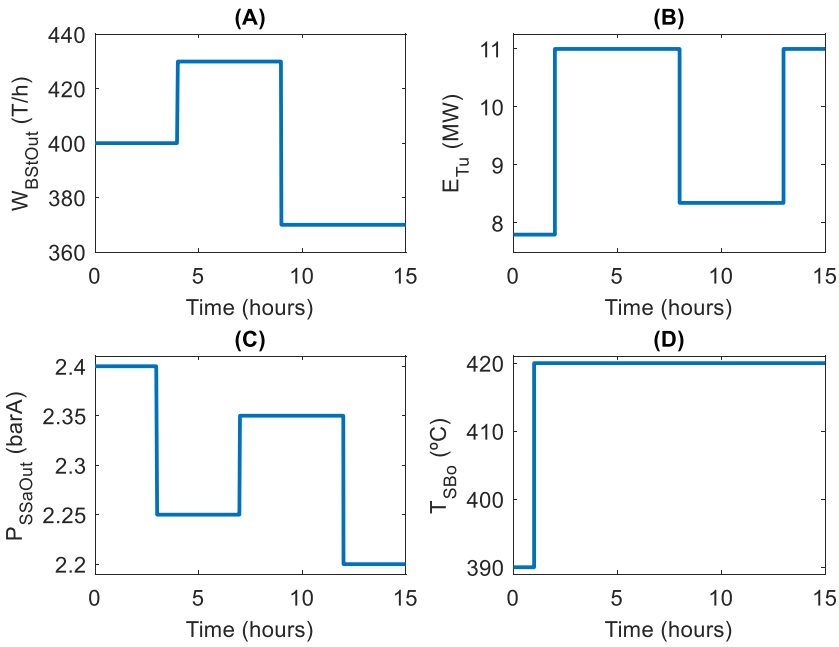 (A)
440
420
400
380
360
W_BStOut (T/h)
0 5 10 15
Time (hours)
(B)
11
10
9
8
E_Tu (MW)
0 5 10 15
Time (hours)
(C)
2.4
2.35
2.3
2.25
2.2
P_SSaOut (barA)
0 5 10 15
Time (hours)
(D)
420
410
400
390
T_SBo (ºC)
0 5 10 15
Time (hours)